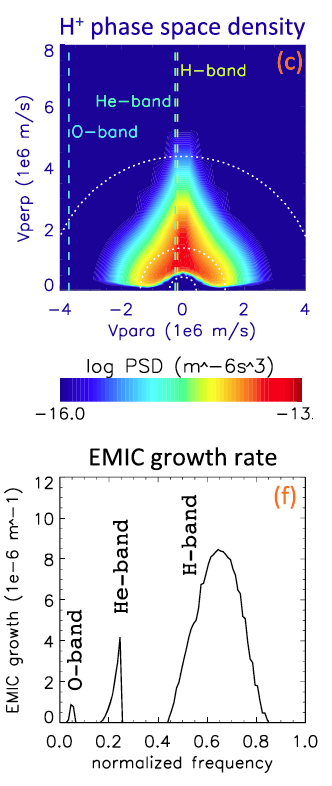 H+ phase space density
(c)
H-band
He-band
O-band
8
6
4
2
0
Vperp (1e6 m/s)
-4 -2 0 2 4
Vpara (1e6 m/s)
log PSD (m^-6s^3)
-16.0 -13.
EMIC growth rate
(f)
12
10
8
6
4
2
0
EMIC growth (1e-6 m^-1)
O-band
He-band
H-band
0.0 0.2 0.4 0.6 0.8 1.0
normalized frequency